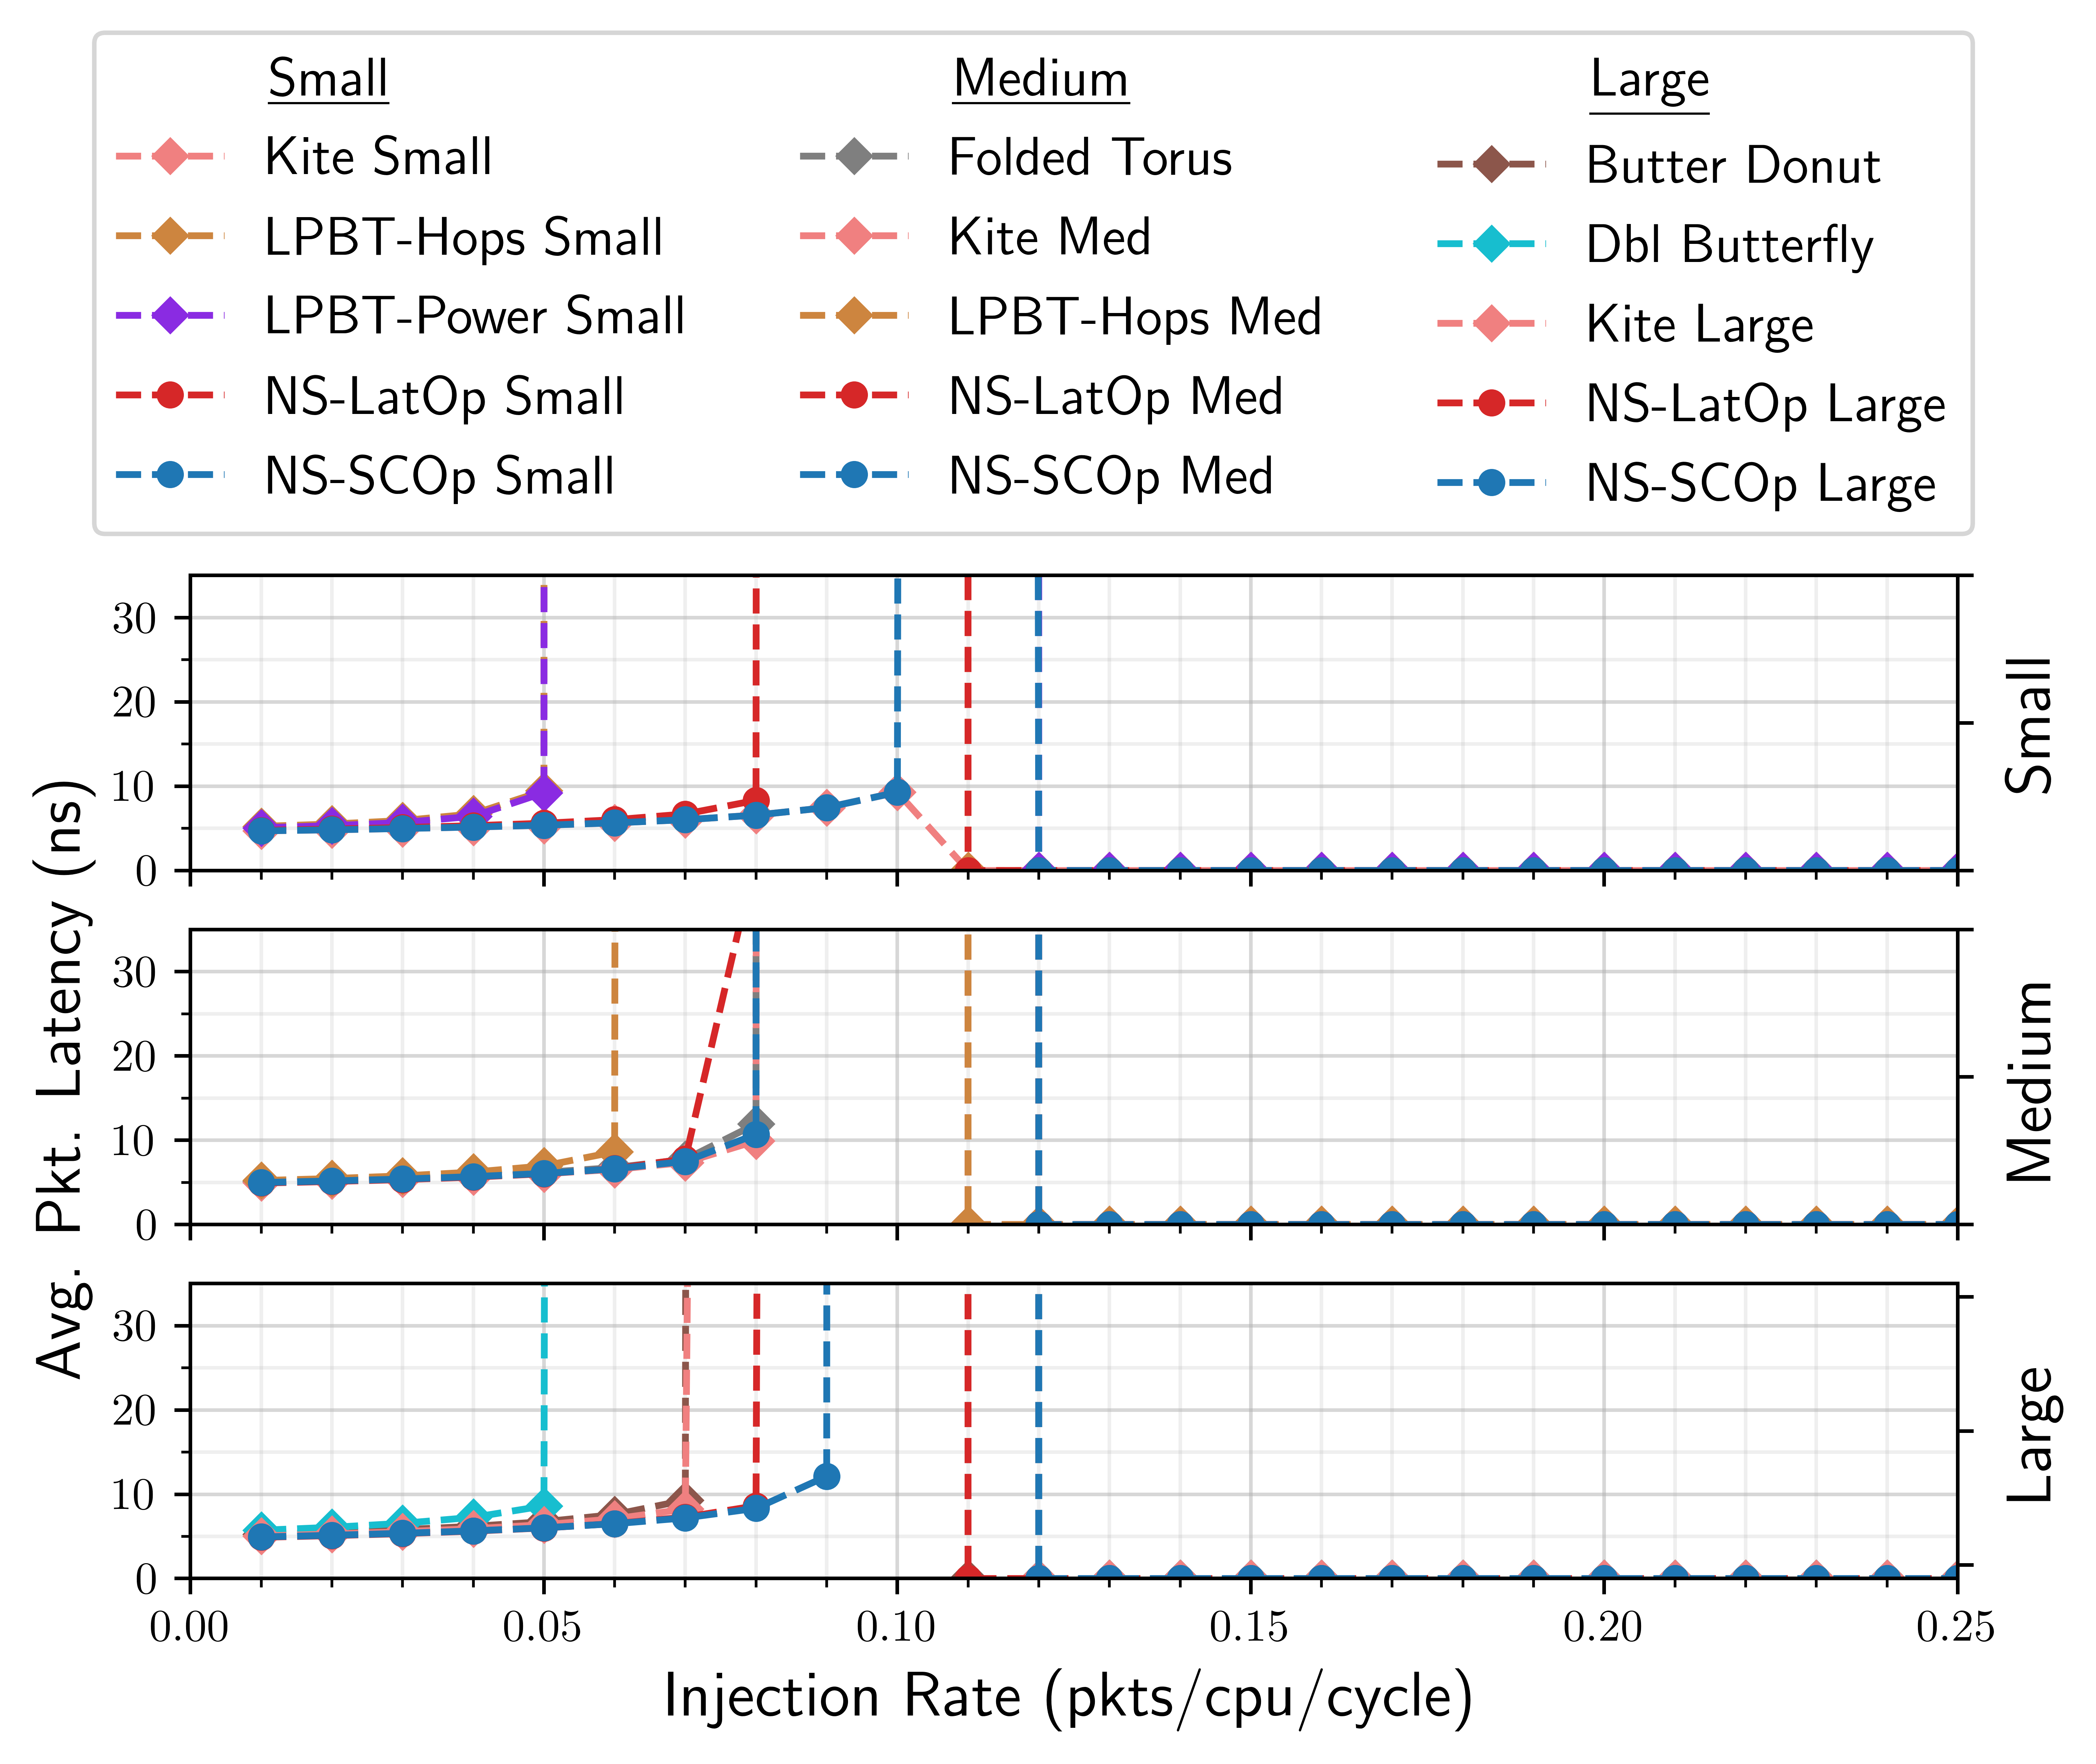 Small
Kite Small
LPBT-Hops Small
LPBT-Power Small
NS-LatOp Small
NS-SCOp Small
Medium
Folded Torus
Kite Med
LPBT-Hops Med
NS-LatOp Med
NS-SCOp Med
Large
Butter Donut
Dbl Butterfly
Kite Large
NS-LatOp Large
NS-SCOp Large
Avg. Pkt. Latency (ns)
30
20
10
0
Small
30
20
10
0
Medium
30
20
10
0
Large
0.00 0.05 0.10 0.15 0.20 0.25
Injection Rate (pkts/cpu/cycle)